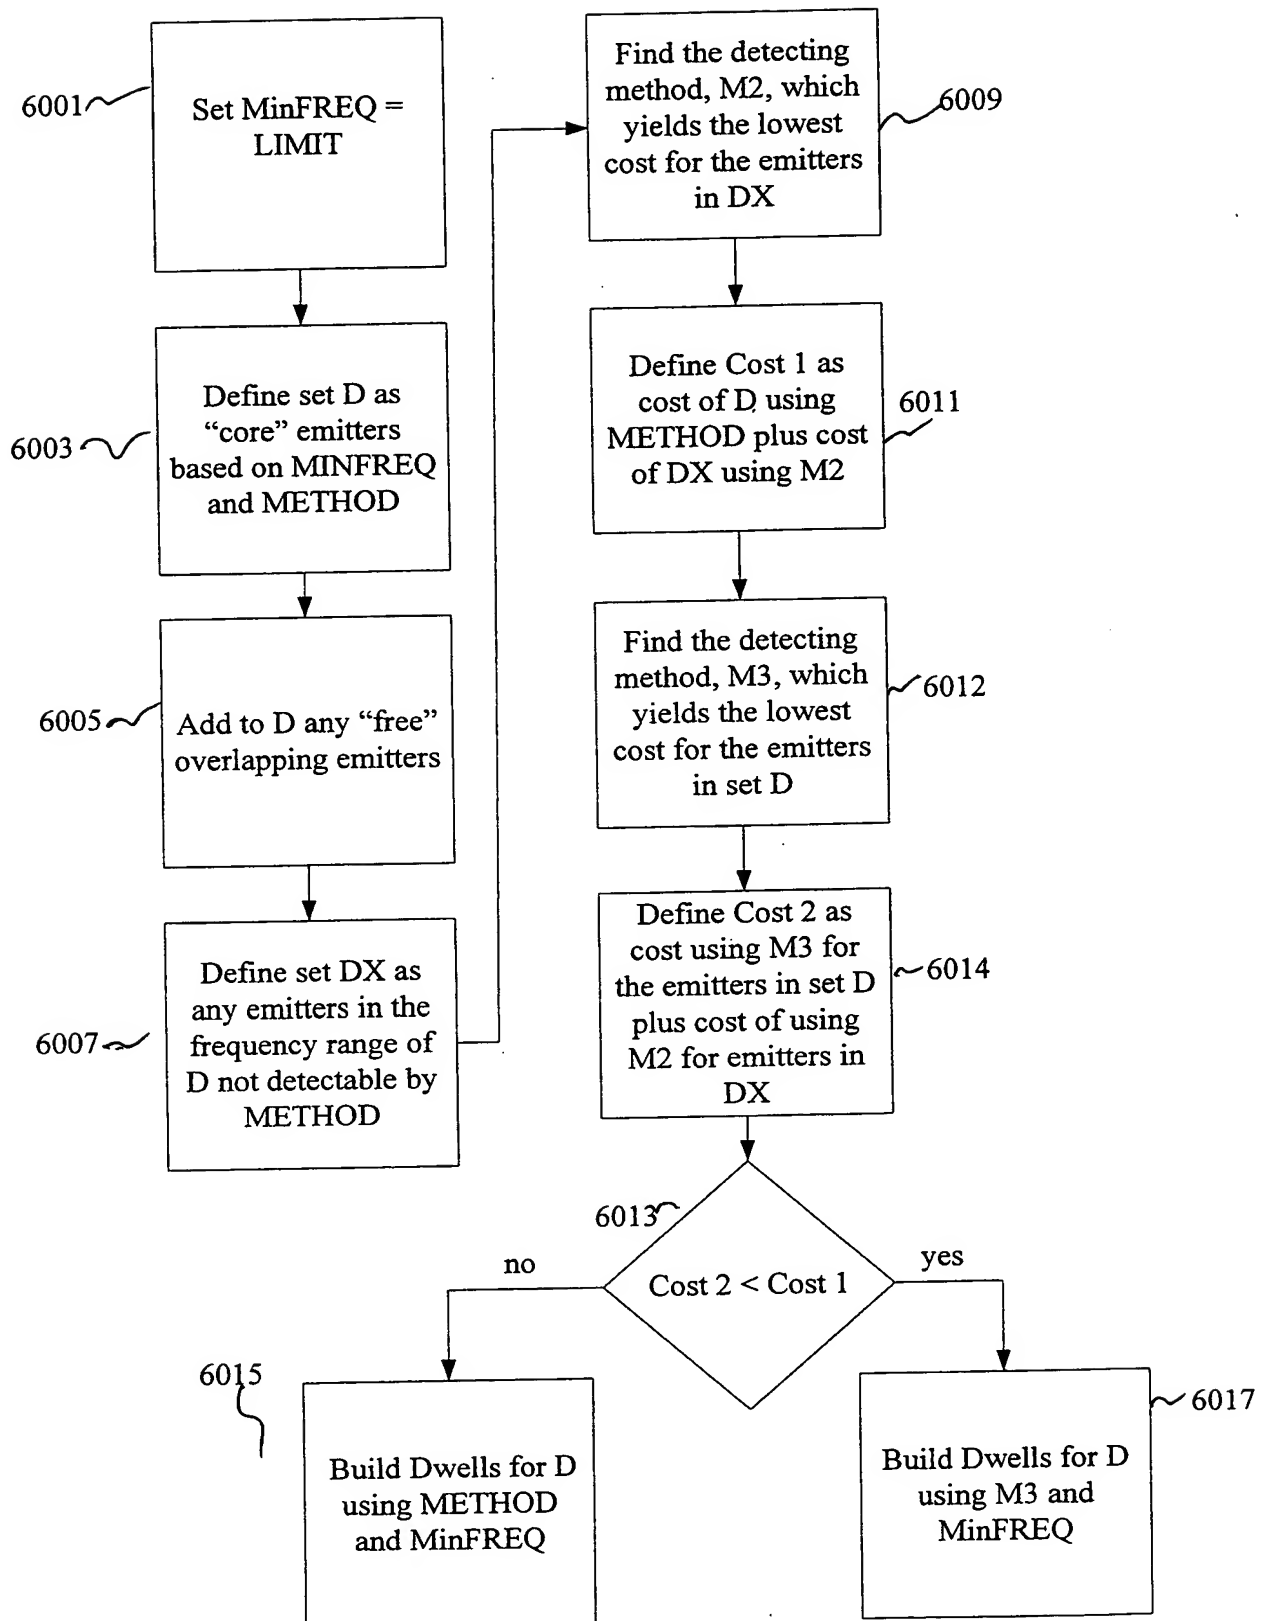 6001
Set MinFREQ =
LIMIT
6003
Define set D as
“core” emitters
based on MINFREQ
and METHOD
6005
Add to D any “free”
overlapping emitters
6007
Define set DX as
any emitters in the
frequency range of
D not detectable by
METHOD
Find the detecting
method, M2, which
yields the lowest
cost for the emitters
in DX
6009
Define Cost 1 as
cost of D using
METHOD plus cost
of DX using M2
6011
Find the detecting
method, M3, which
yields the lowest
cost for the emitters
in set D
6012
Define Cost 2 as
cost using M3 for
the emitters in set D
plus cost of using
M2 for emitters in
DX
6014
6013
Cost 2 < Cost 1
no
yes
6015
Build Dwells for D
using METHOD
and MinFREQ
6017
Build Dwells for D
using M3 and
MinFREQ